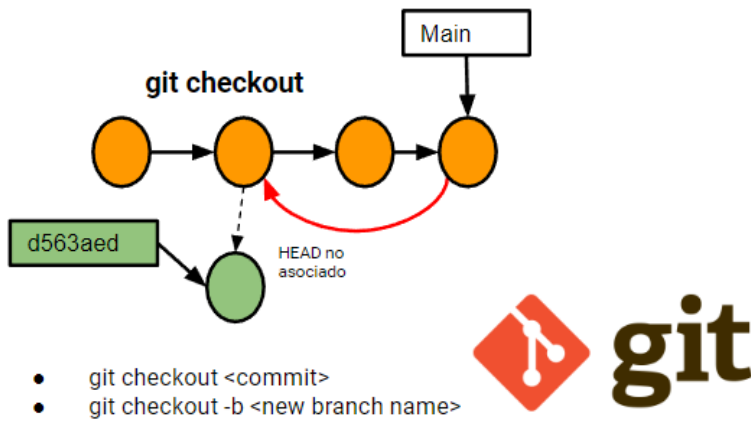 Main
git checkout
d563aed
HEAD no
asociado
git
● git checkout <commit>
● git checkout -b <new branch name>